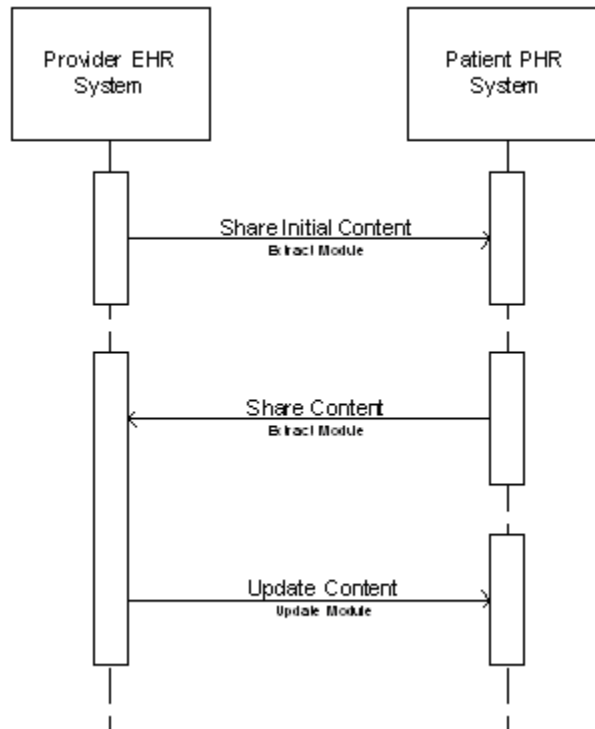 Provider EHR
System
Patient PHR
System
Share Initial Content
Extract Module
Share Content
Extract Module
Update Content
Update Module